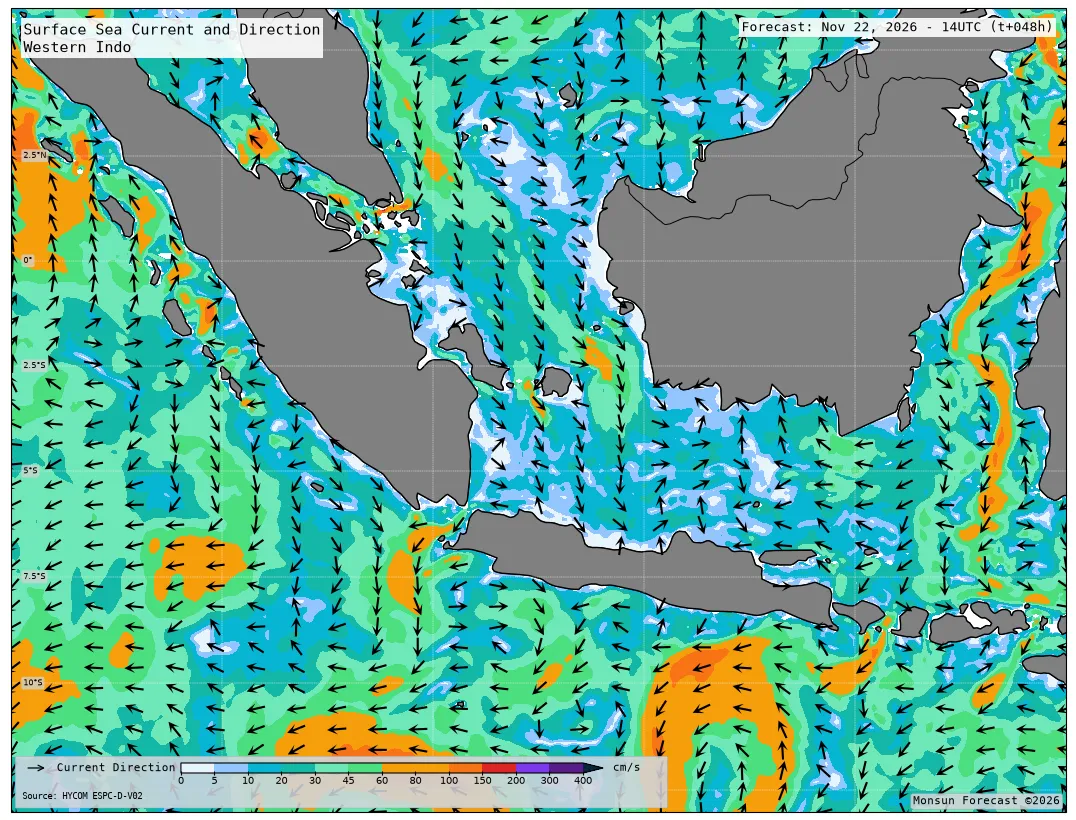 Surface Sea Current and Direction
Western Indo
Forecast: Nov 22, 2026 - 14UTC (t+048h)
2.5°N
0°
2.5°S
5°S
7.5°S
10°S
Current Direction
0 5 10 20 30 45 60 80 100 150 200 300 400 cm/s
Source: HYCOM ESPC-D-V02
Monsun Forecast ©2026